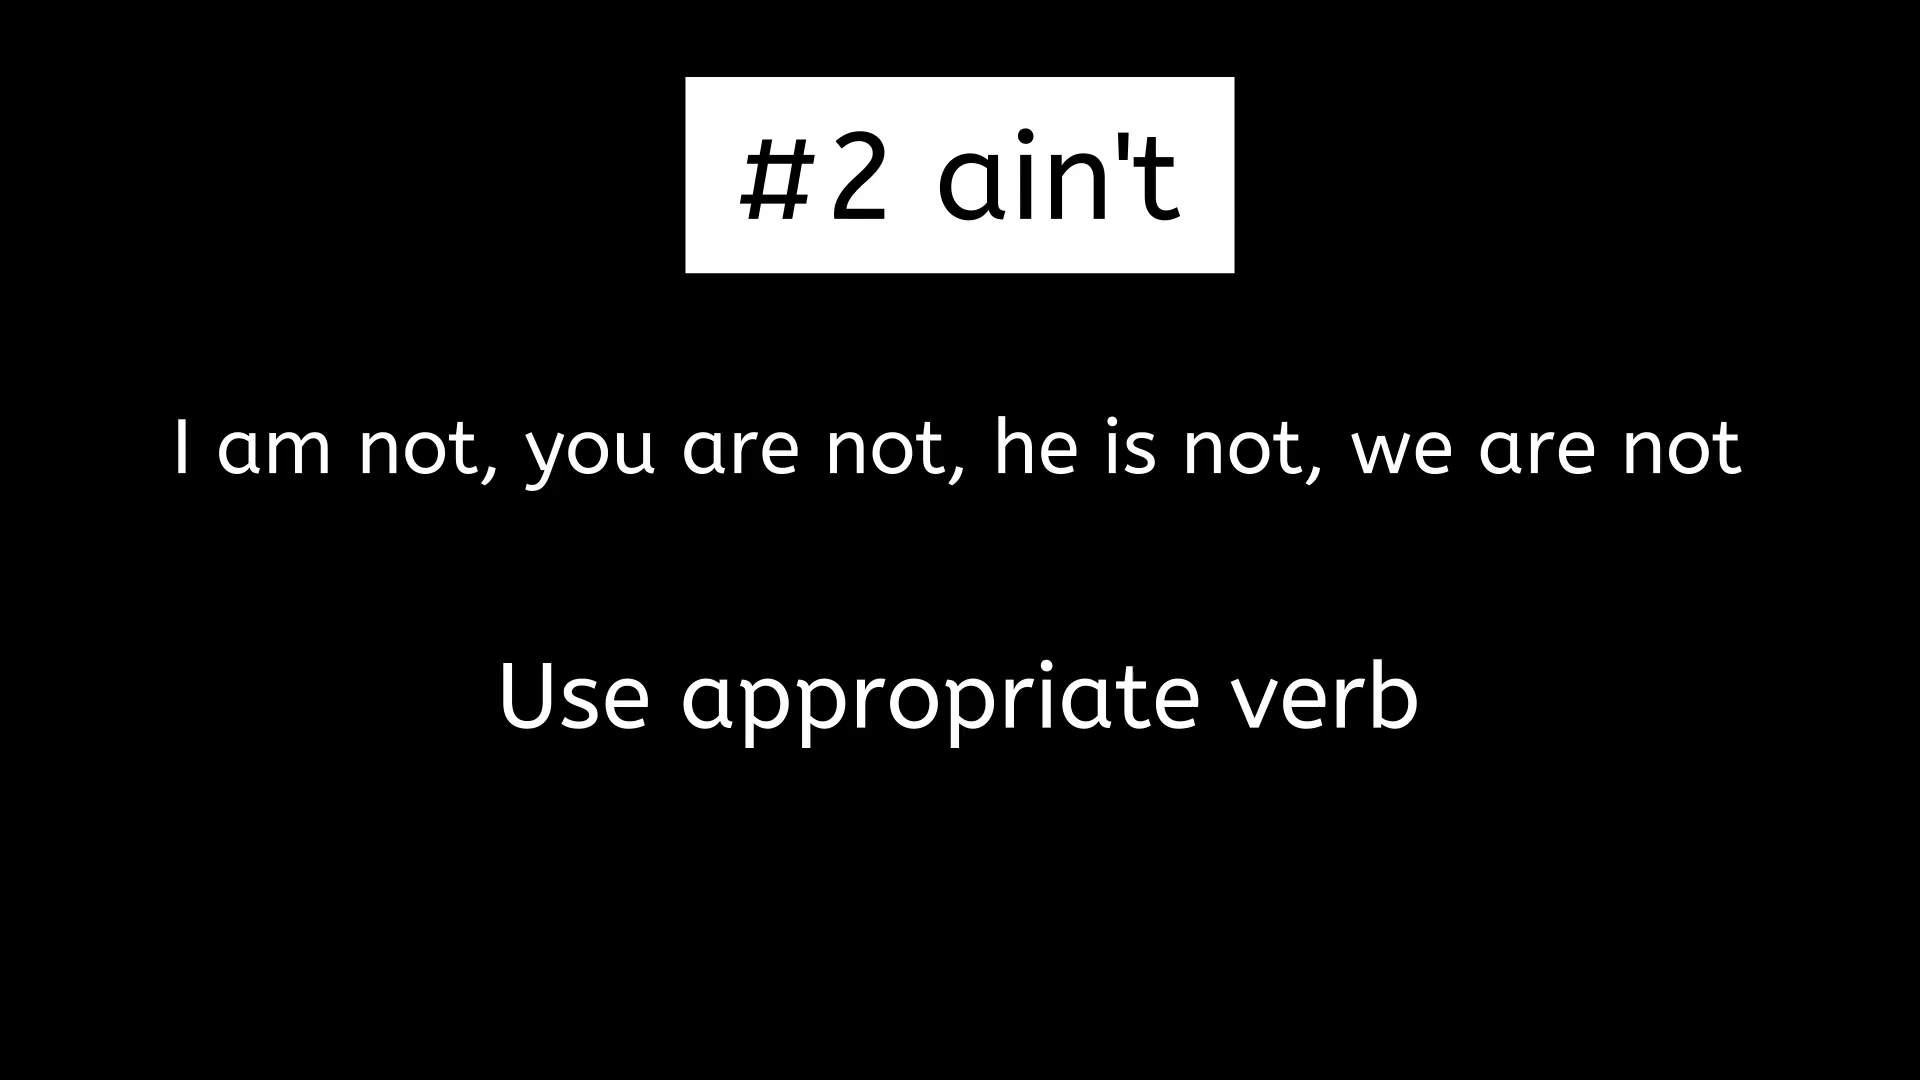 #2 ain't
I am not, you are not, he is not, we are not
Use appropriate verb